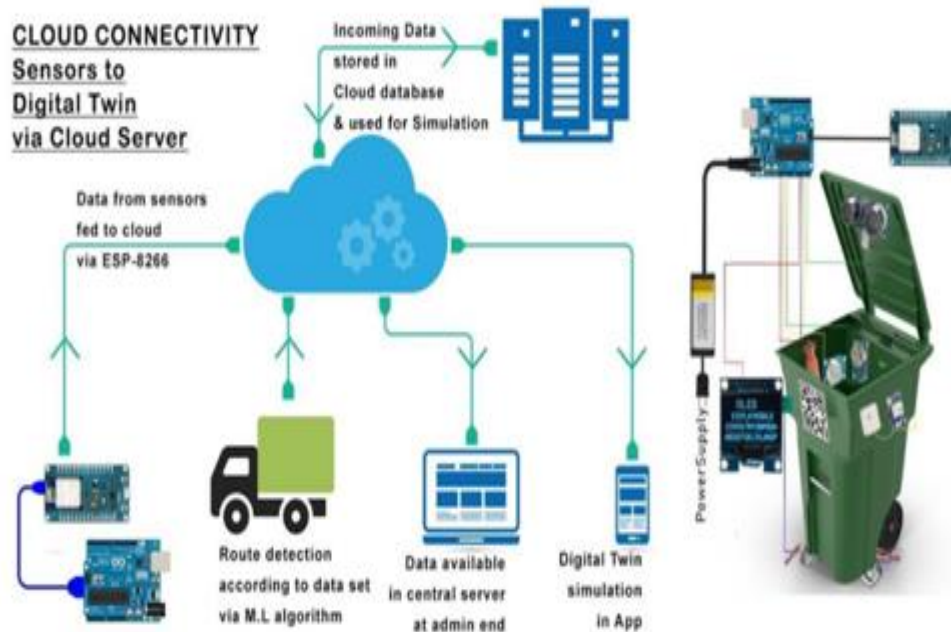 CLOUD CONNECTIVITY
Sensors to
Digital Twin
via Cloud Server
Incoming Data
stored in
Cloud database
& used for Simulation
Data from sensors
fed to cloud
via ESP-8266
Route detection
according to data set
via M.L algorithm
Data available
in central server
at admin end
Digital Twin
simulation
in App
PowerSupply
OLED